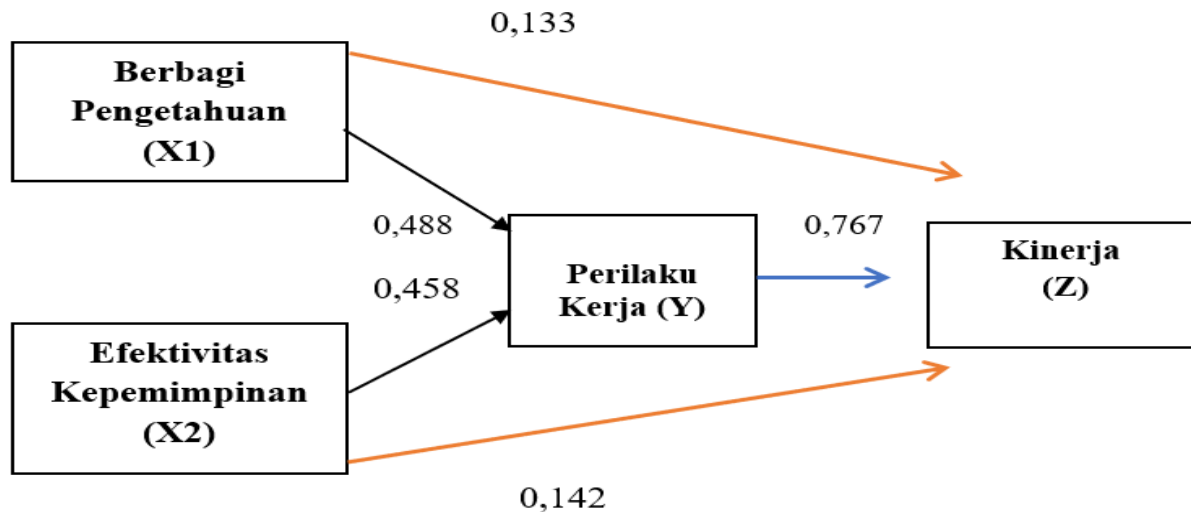 0,133
Berbagi
Pengetahuan
(X1)
0,488
0,458
Perilaku
Kerja (Y)
0,767
Kinerja
(Z)
Efektivitas
Kepemimpinan
(X2)
0,142